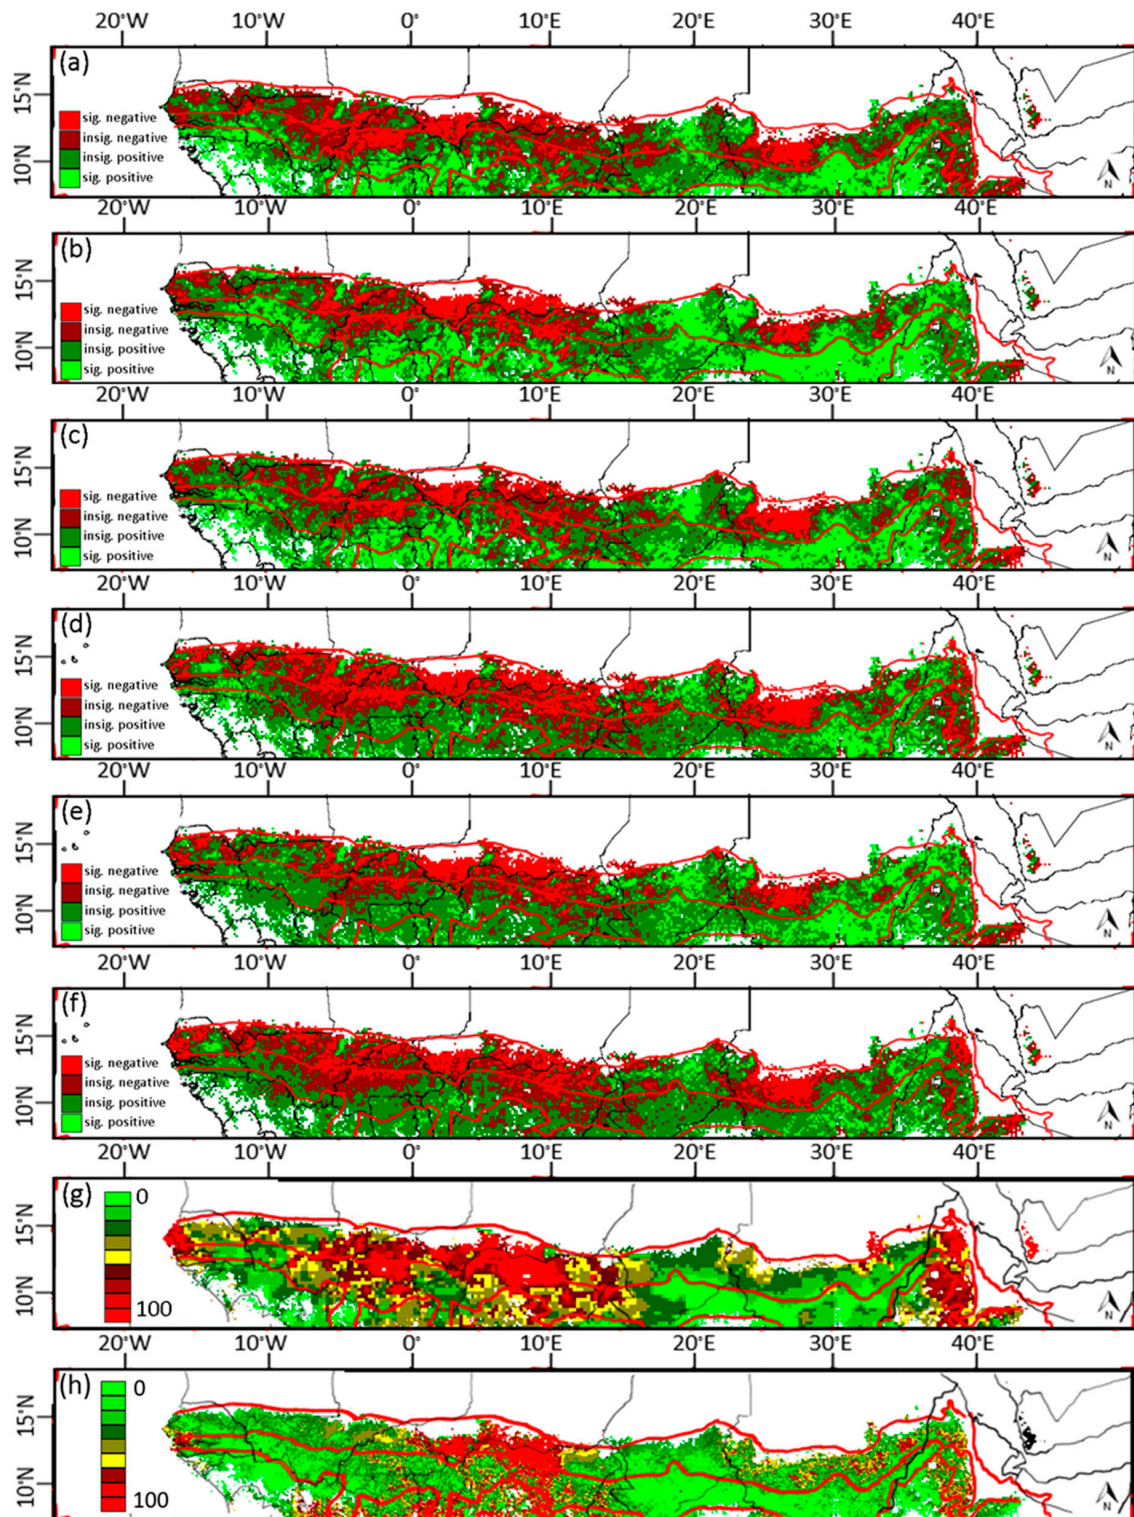 20°W 10°W 0° 10°E 20°E 30°E 40°E
(a)
15°N
10°N
sig. negative
insig. negative
insig. positive
sig. positive
N
20°W 10°W 0° 10°E 20°E 30°E 40°E
(b)
15°N
10°N
sig. negative
insig. negative
insig. positive
sig. positive
N
20°W 10°W 0° 10°E 20°E 30°E 40°E
(c)
15°N
10°N
sig. negative
insig. negative
insig. positive
sig. positive
N
20°W 10°W 0° 10°E 20°E 30°E 40°E
(d)
15°N
10°N
sig. negative
insig. negative
insig. positive
sig. positive
N
20°W 10°W 0° 10°E 20°E 30°E 40°E
(e)
15°N
10°N
sig. negative
insig. negative
insig. positive
sig. positive
N
20°W 10°W 0° 10°E 20°E 30°E 40°E
(f)
15°N
10°N
sig. negative
insig. negative
insig. positive
sig. positive
N
20°W 10°W 0° 10°E 20°E 30°E 40°E
(g)
0
15°N
10°N
100
N
20°W 10°W 0° 10°E 20°E 30°E 40°E
(h)
0
15°N
10°N
100
N